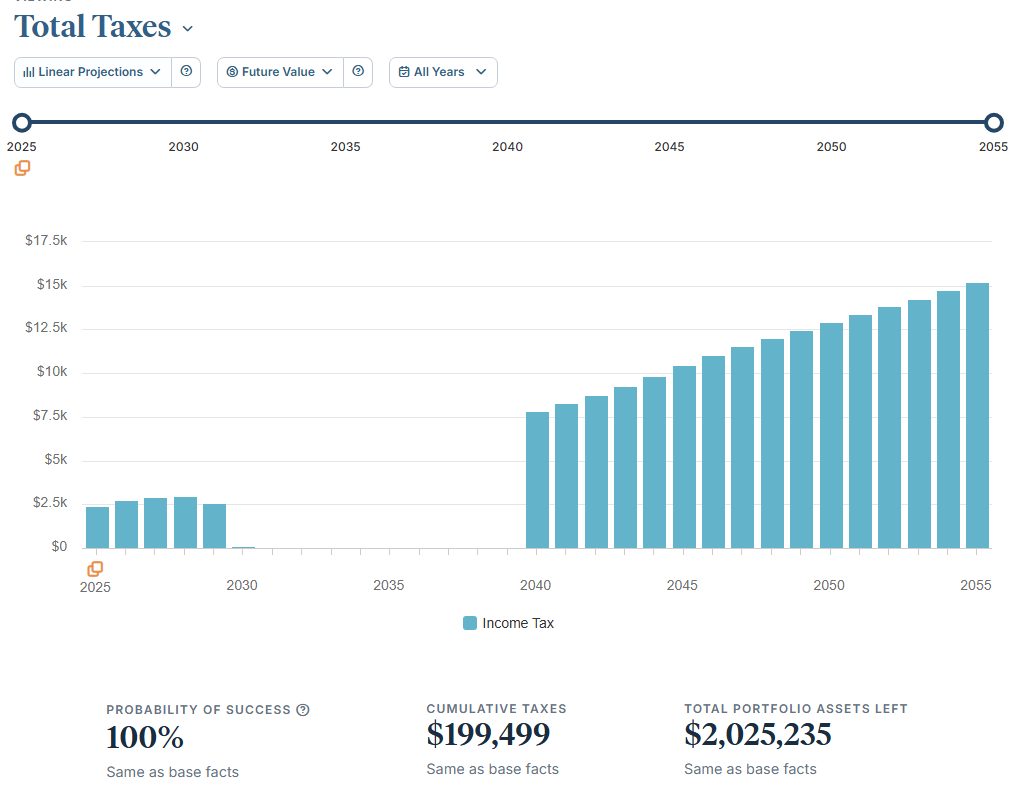 Total Taxes
Linear Projections
Future Value
All Years
2025 2030 2035 2040 2045 2050 2055
$17.5k
$15k
$12.5k
$10k
$7.5k
$5k
$2.5k
$0
2025 2030 2035 2040 2045 2050 2055
Income Tax
PROBABILITY OF SUCCESS CUMULATIVE TAXES TOTAL PORTFOLIO ASSETS LEFT
100% $199,499 $2,025,235
Same as base facts Same as base facts Same as base facts